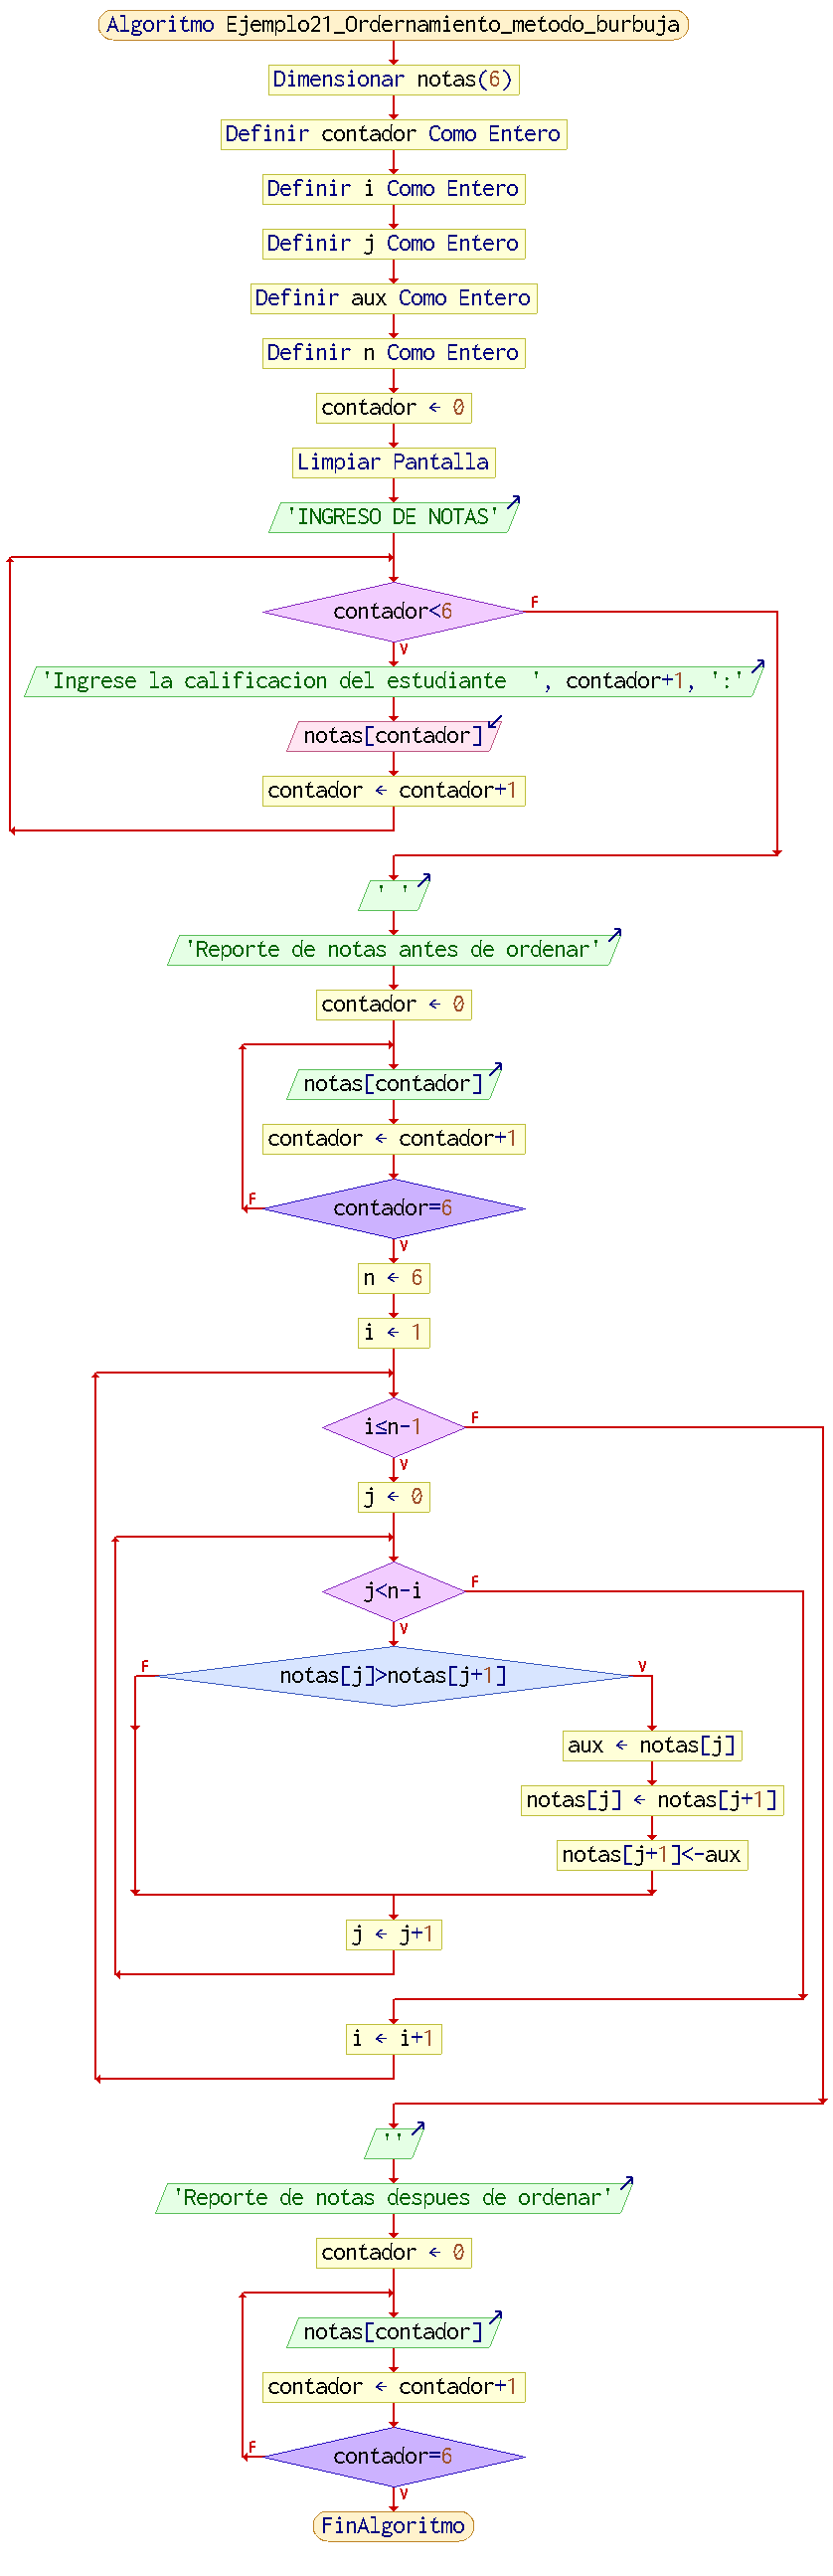 Algoritmo Ejemplo21_Ordernamiento_metodo_burbuja
Dimensionar notas(6)
Definir contador Como Entero
Definir i Como Entero
Definir j Como Entero
Definir aux Como Entero
Definir n Como Entero
contador ← 0
Limpiar Pantalla
'INGRESO DE NOTAS'
contador<6
F
V
'Ingrese la calificacion del estudiante  ', contador+1, ':'
notas[contador]
contador ← contador+1
' '
'Reporte de notas antes de ordenar'
contador ← 0
notas[contador]
contador ← contador+1
F
contador=6
V
n ← 6
i ← 1
i≤n-1
F
V
j ← 0
j<n-i
F
V
F
notas[j]>notas[j+1]
V
aux ← notas[j]
notas[j] ← notas[j+1]
notas[j+1]<-aux
j ← j+1
i ← i+1
''
'Reporte de notas despues de ordenar'
contador ← 0
notas[contador]
contador ← contador+1
F
contador=6
V
FinAlgoritmo